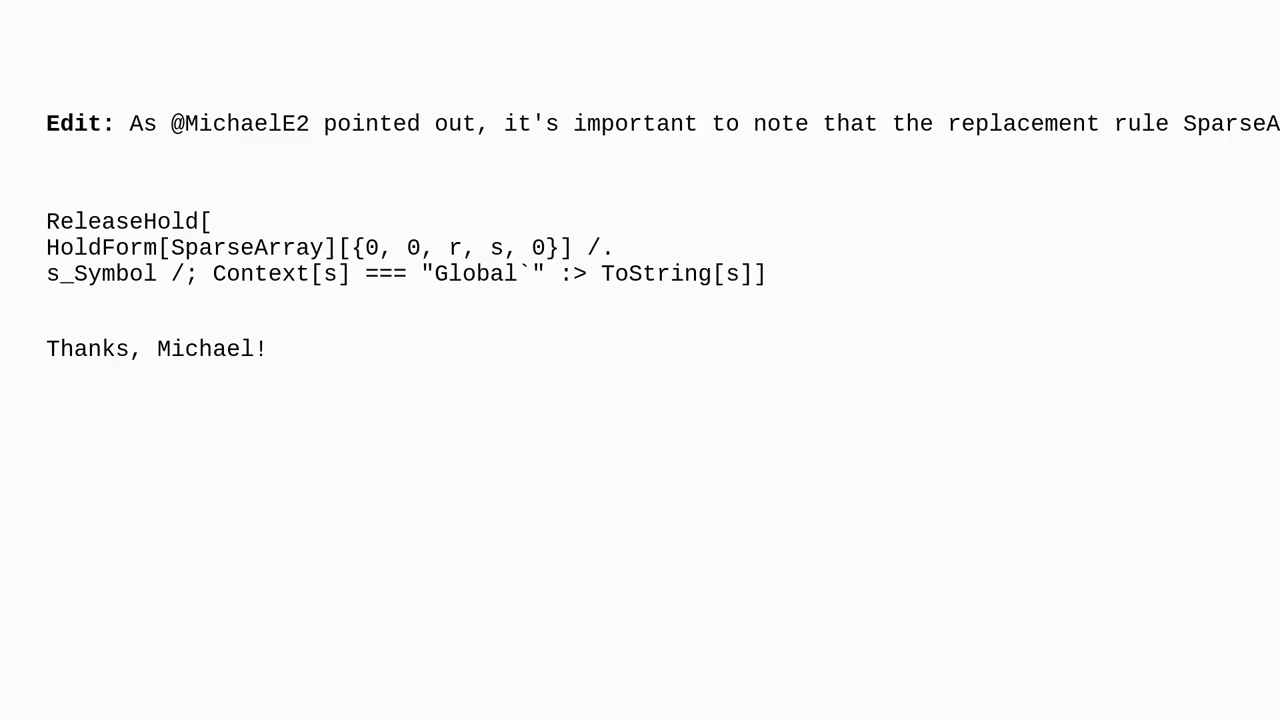 Edit: As @MichaelE2 pointed out, it's important to note that the replacement rule SparseA
ReleaseHold[
HoldForm[SparseArray][{0, 0, r, s, 0}] /.
s_Symbol /; Context[s] === "Global`" :> ToString[s]]
Thanks, Michael!